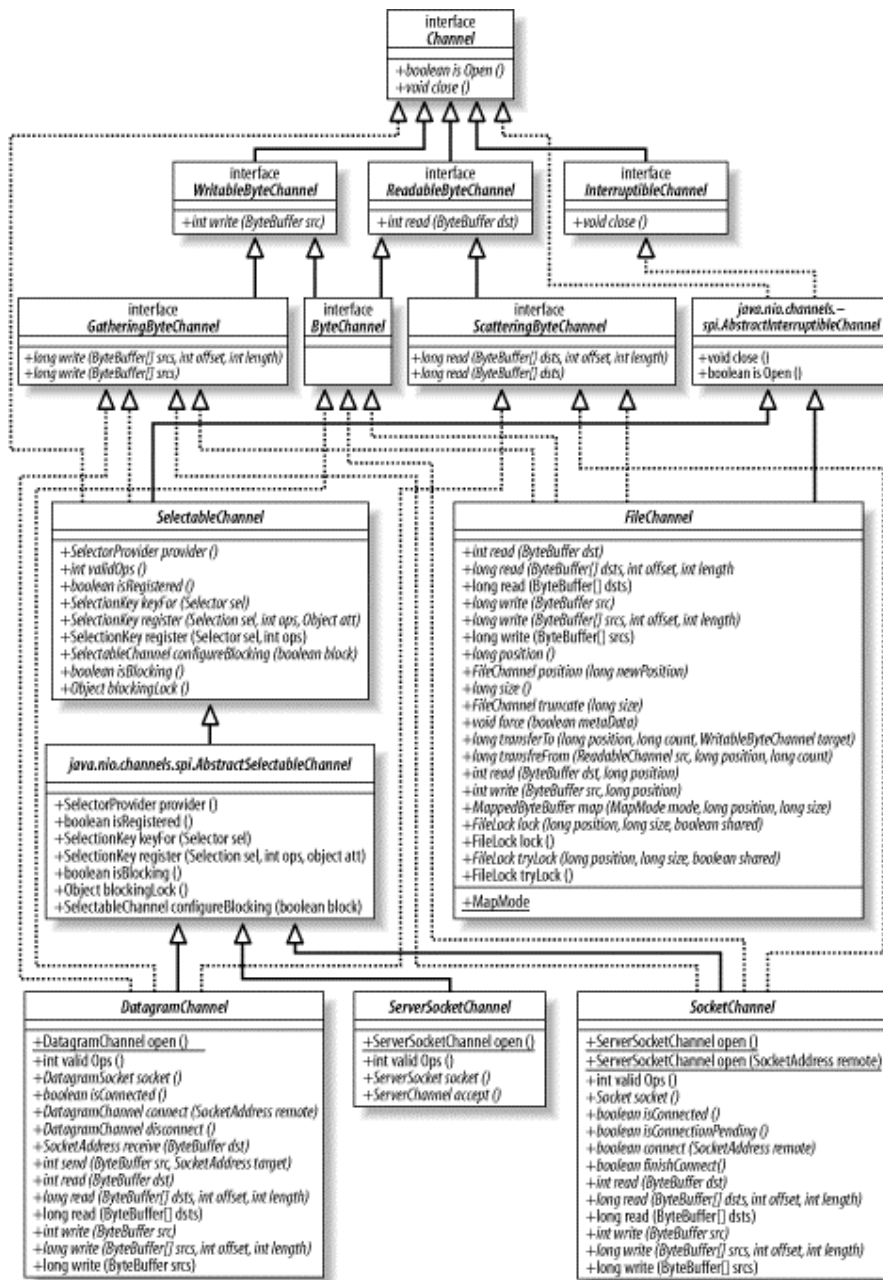 interface
Channel
+boolean is Open ()
+void close ()
interface
WritableByteChannel
+int write (ByteBuffer src)
interface
ReadableByteChannel
+int read (ByteBuffer dst)
interface
InterruptibleChannel
+void close ()
interface
GatheringByteChannel
+long write (ByteBuffer[] srcs, int offset, int length)
+long write (ByteBuffer[] srcs)
interface
ByteChannel
interface
ScatteringByteChannel
+long read (ByteBuffer[] dsts, int offset, int length)
+long read (ByteBuffer[] dsts)
java.nio.channels.–
spi.AbstractInterruptibleChannel
+void close ()
+boolean is Open ()
SelectableChannel
+SelectorProvider provider ()
+int validOps ()
+boolean isRegistered ()
+SelectionKey keyFor (Selector sel)
+SelectionKey register (Selection sel, int ops, Object att)
+SelectionKey register (Selector sel, int ops)
+SelectableChannel configureBlocking (boolean block)
+boolean isBlocking ()
+Object blockingLock ()
FileChannel
+int read (ByteBuffer dst)
+long read (ByteBuffer[] dsts, int offset, int length
+long read (ByteBuffer[] dsts)
+long write (ByteBuffer src)
+long write (ByteBuffer[] srcs, int offset, int length)
+long write (ByteBuffer[] srcs)
+long position ()
+FileChannel position (long newPosition)
+long size ()
+FileChannel truncate (long size)
+void force (boolean metaData)
+long transferTo (long position, long count, WritableByteChannel target)
+long transfreFrom (ReadableChannel src, long position, long count)
+int read (ByteBuffer dst, long position)
+int write (ByteBuffer src, long position)
+MappedByteBuffer map (MapMode mode, long position, long size)
+FileLock lock (long position, long size, boolean shared)
+FileLock lock ()
+FileLock tryLock (long position, long size, boolean shared)
+FileLock tryLock ()
+MapMode
java.nio.channels.spi.AbstractSelectableChannel
+SelectorProvider provider ()
+boolean isRegistered ()
+SelectionKey keyFor (Selector sel)
+SelectionKey register (Selection sel, int ops, object att)
+boolean isBlocking ()
+Object blockingLock ()
+SelectableChannel configureBlocking (boolean block)
DatagramChannel
+DatagramChannel open ()
+int valid Ops ()
+DatagramSocket socket ()
+boolean isConnected ()
+DatagramChannel connect (SocketAddress remote)
+DatagramChannel disconnect ()
+SocketAddress receive (ByteBuffer dst)
+int send (ByteBuffer src, SocketAddress target)
+int read (ByteBuffer dst)
+long read (ByteBuffer[] dsts, int offset, int length)
+long read (ByteBuffer[] dsts)
+int write (ByteBuffer src)
+long write (ByteBuffer[] srcs, int offset, int length)
+long write (ByteBuffer srcs)
ServerSocketChannel
+ServerSocketChannel open ()
+int valid Ops ()
+ServerSocket socket ()
+ServerChannel accept ()
SocketChannel
+ServerSocketChannel open ()
+ServerSocketChannel open (SocketAddress remote)
+int valid Ops ()
+Socket socket ()
+boolean isConnected ()
+boolean isConnectionPending ()
+boolean connect (SocketAddress remote)
+boolean finishConnect()
+int read (ByteBuffer dst)
+long read (ByteBuffer[] dsts, int offset, int length)
+long read (ByteBuffer[] dsts)
+int write (ByteBuffer src)
+long write (ByteBuffer[] srcs, int offset, int length)
+long write (ByteBuffer[] srcs)